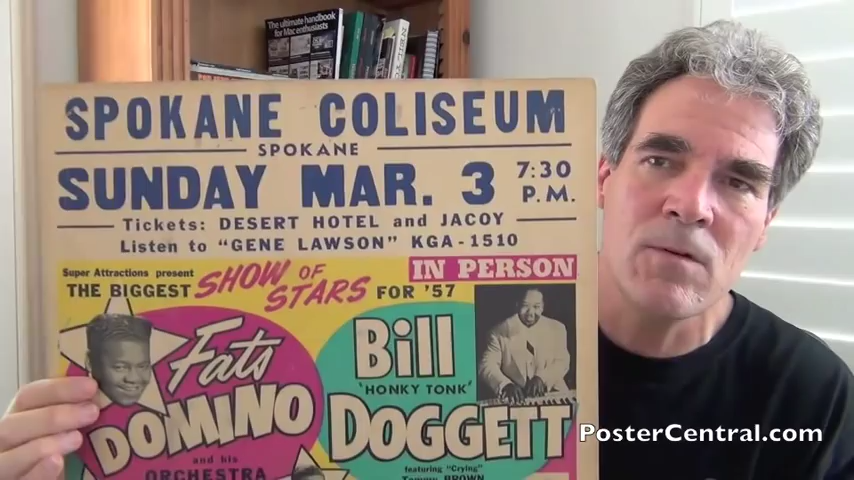 The ultimate handbook
for Mac enthusiasts
SPOKANE COLISEUM
SPOKANE
SUNDAY MAR. 3 7:30 P.M.
Tickets: DESERT HOTEL and JACOY
Listen to "GENE LAWSON" KGA-1510
Super Attractions present
THE BIGGEST SHOW OF STARS FOR '57
IN PERSON
Fats
DOMINO
and his
ORCHESTRA
Bill
'HONKY TONK'
DOGGETT
featuring "Crying"
Tommy BROWN
PosterCentral.com